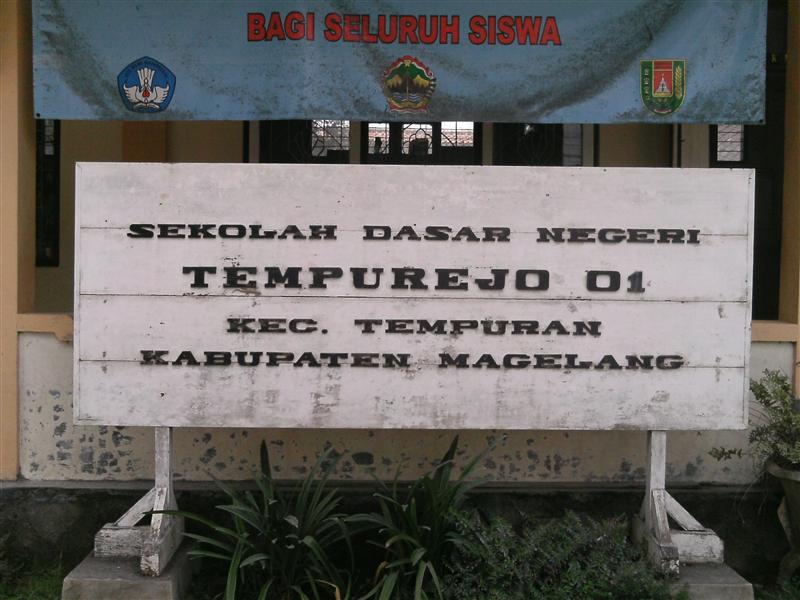 BAGI SELURUH SISWA
SEKOLAH DASAR NEGERI
TEMPUREJO 01
KEC. TEMPURAN
KABUPATEN MAGELANG